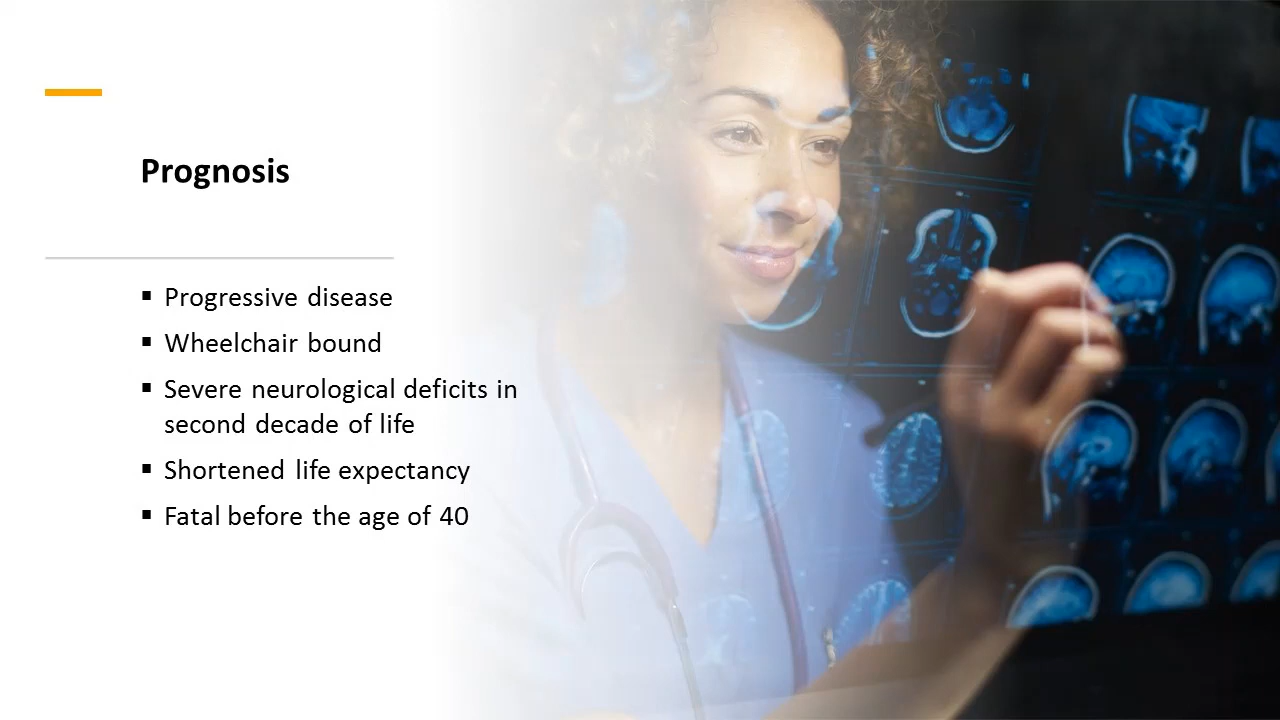 Prognosis
▪ Progressive disease
▪ Wheelchair bound
▪ Severe neurological deficits in
second decade of life
▪ Shortened life expectancy
▪ Fatal before the age of 40